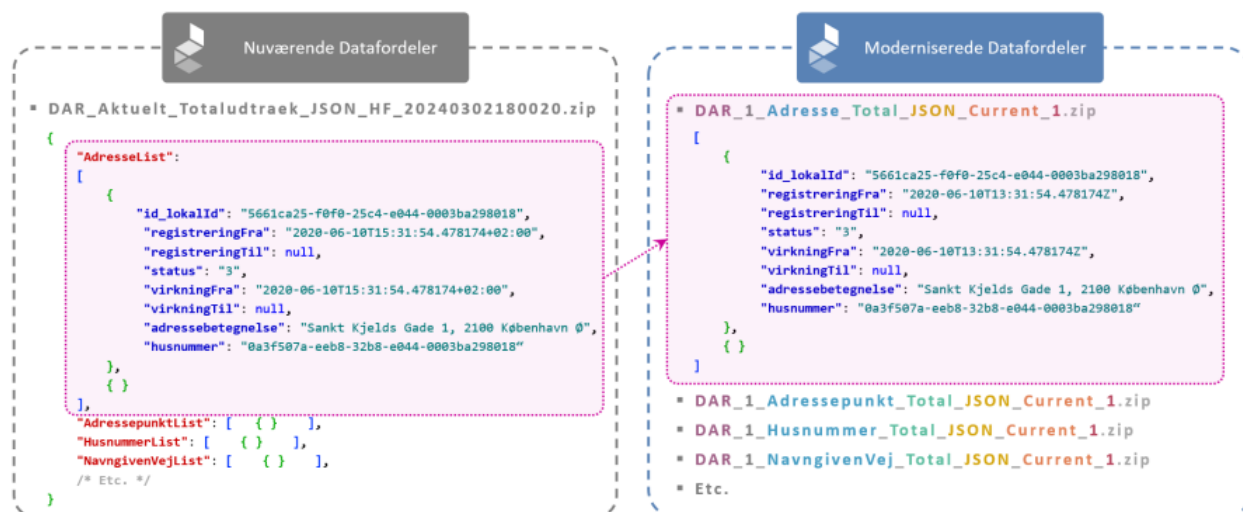 Nuværende Datafordeler
▪ DAR_Aktuelt_Totaludtraek_JSON_HF_20240302180020.zip
{
"AdresseList":
[
{
"id_lokalId": "5661ca25-f0f0-25c4-e044-0003ba298018",
"registreringFra": "2020-06-10T15:31:54.478174+02:00",
"registreringTil": null,
"status": "3",
"virkningFra": "2020-06-10T15:31:54.478174+02:00",
"virkningTil": null,
"adressebetegnelse": "Sankt Kjelds Gade 1, 2100 København Ø",
"husnummer": "0a3f507a-eeb8-32b8-e044-0003ba298018“
},
{ }
],
"AdressepunktList": [ { } ],
"HusnummerList": [ { } ],
"NavngivenVejList": [ { } ],
/* Etc. */
}
Moderniserede Datafordeler
▪ DAR_1_Adresse_Total_JSON_Current_1.zip
[
{
"id_lokalId": "5661ca25-f0f0-25c4-e044-0003ba298018",
"registreringFra": "2020-06-10T13:31:54.478174Z",
"registreringTil": null,
"status": "3",
"virkningFra": "2020-06-10T13:31:54.478174Z",
"virkningTil": null,
"adressebetegnelse": "Sankt Kjelds Gade 1, 2100 København Ø",
"husnummer": "0a3f507a-eeb8-32b8-e044-0003ba298018“
},
{ }
]
▪ DAR_1_Adressepunkt_Total_JSON_Current_1.zip
▪ DAR_1_Husnummer_Total_JSON_Current_1.zip
▪ DAR_1_NavngivenVej_Total_JSON_Current_1.zip
▪ Etc.